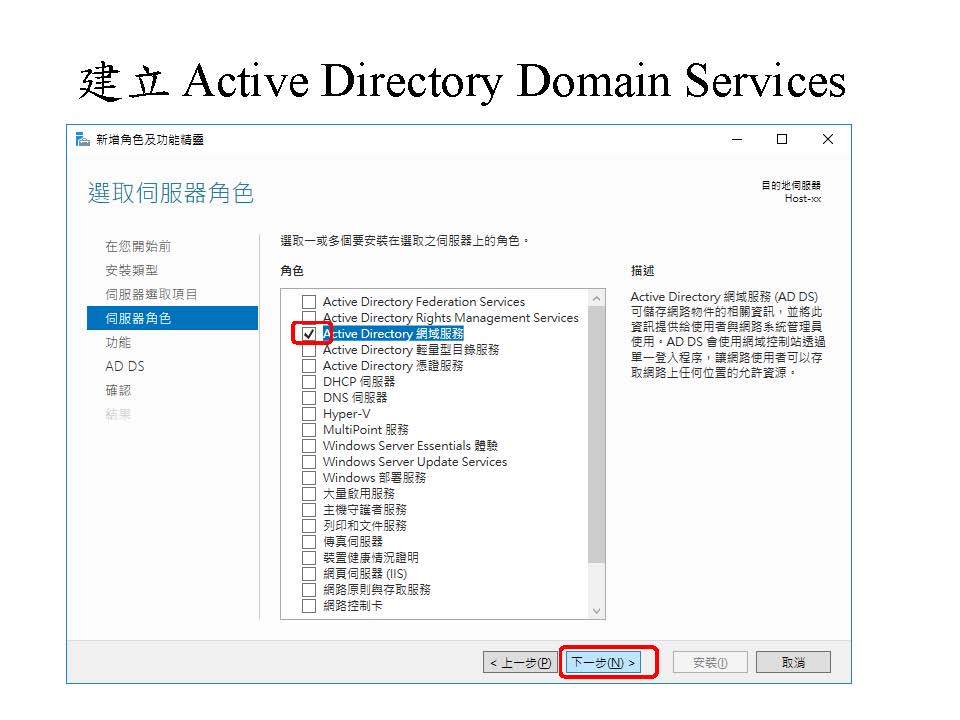 建立 Active Directory Domain Services
新增角色及功能精靈
選取伺服器角色
目的地伺服器
Host-xx
在您開始前
安裝類型
伺服器選取項目
伺服器角色
功能
AD DS
確認
結果
選取一或多個要安裝在選取之伺服器上的角色。
角色
Active Directory Federation Services
Active Directory Rights Management Services
Active Directory 網域服務
Active Directory 輕量型目錄服務
Active Directory 憑證服務
DHCP 伺服器
DNS 伺服器
Hyper-V
MultiPoint 服務
Windows Server Essentials 體驗
Windows Server Update Services
Windows 部署服務
大量啟用服務
主機守護者服務
列印和文件服務
傳真伺服器
裝置健康情況證明
網頁伺服器 (IIS)
網路原則與存取服務
網路控制卡
描述
Active Directory 網域服務 (AD DS)
可儲存網路物件的相關資訊，並將此
資訊提供給使用者與網路系統管理員
使用。AD DS 會使用網域控制站透過
單一登入程序，讓網路使用者可以存
取網路上任何位置的允許資源。
< 上一步(P)
下一步(N) >
安裝(I)
取消